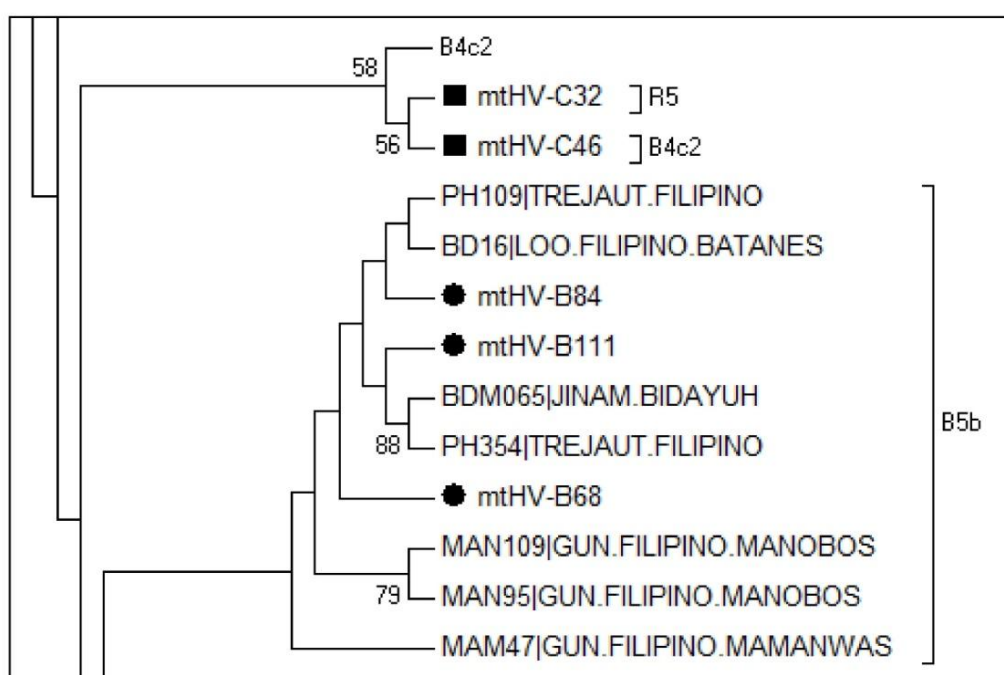 B4c2
58
mtHV-C32 R5
56 mtHV-C46 B4c2
PH109|TREJAUT.FILIPINO
BD16|LOO.FILIPINO.BATANES
mtHV-B84
mtHV-B111
BDM065|JINAM.BIDAYUH
B5b
88 PH354|TREJAUT.FILIPINO
mtHV-B68
MAN109|GUN.FILIPINO.MANOBOS
79 MAN95|GUN.FILIPINO.MANOBOS
MAM47|GUN.FILIPINO.MAMANWAS